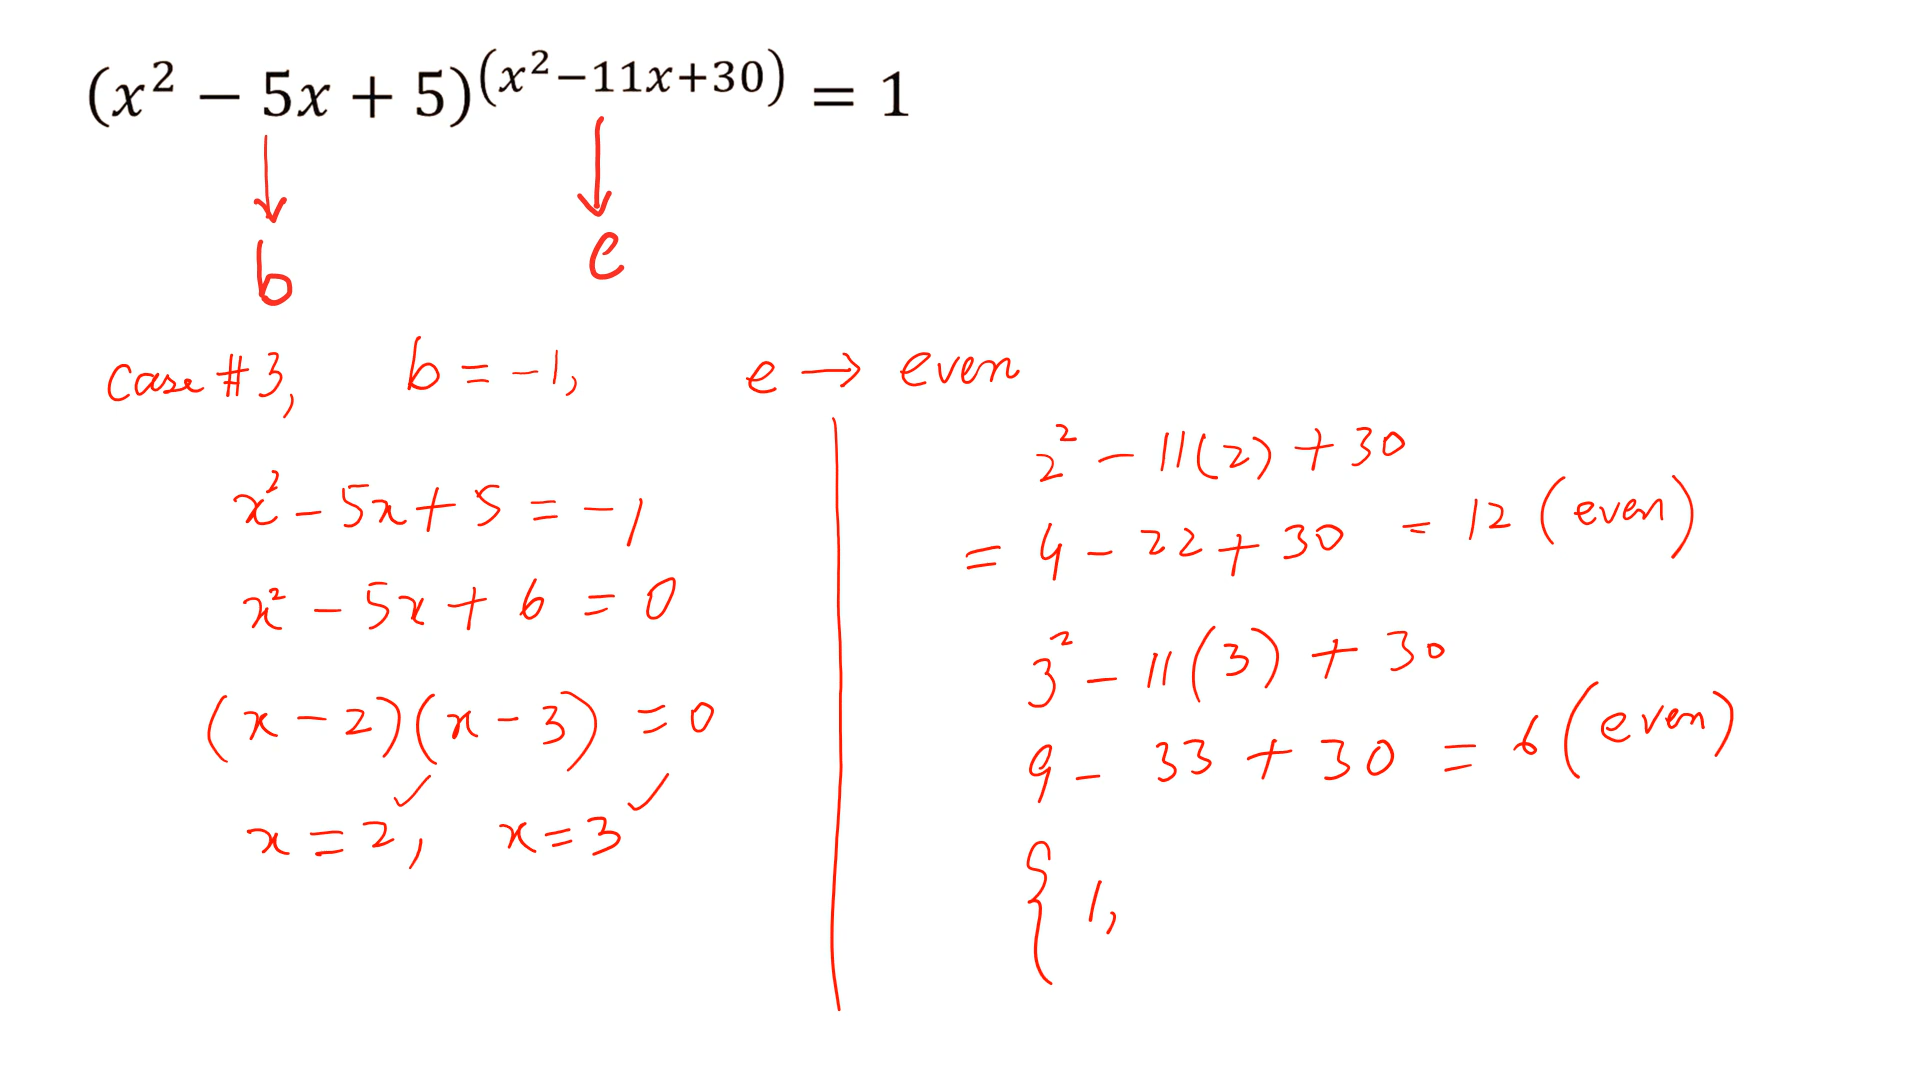 (x² − 5x + 5)^(x²−11x+30) = 1
b
e
Case #3, b = -1, e → even
x² - 5x + 5 = -1
x² - 5x + 6 = 0
(x - 2)(x - 3) = 0
x = 2, x = 3
2² - 11(2) + 30
= 4 - 22 + 30 = 12 (even)
3² - 11(3) + 30
9 - 33 + 30 = 6 (even)
{ 1,